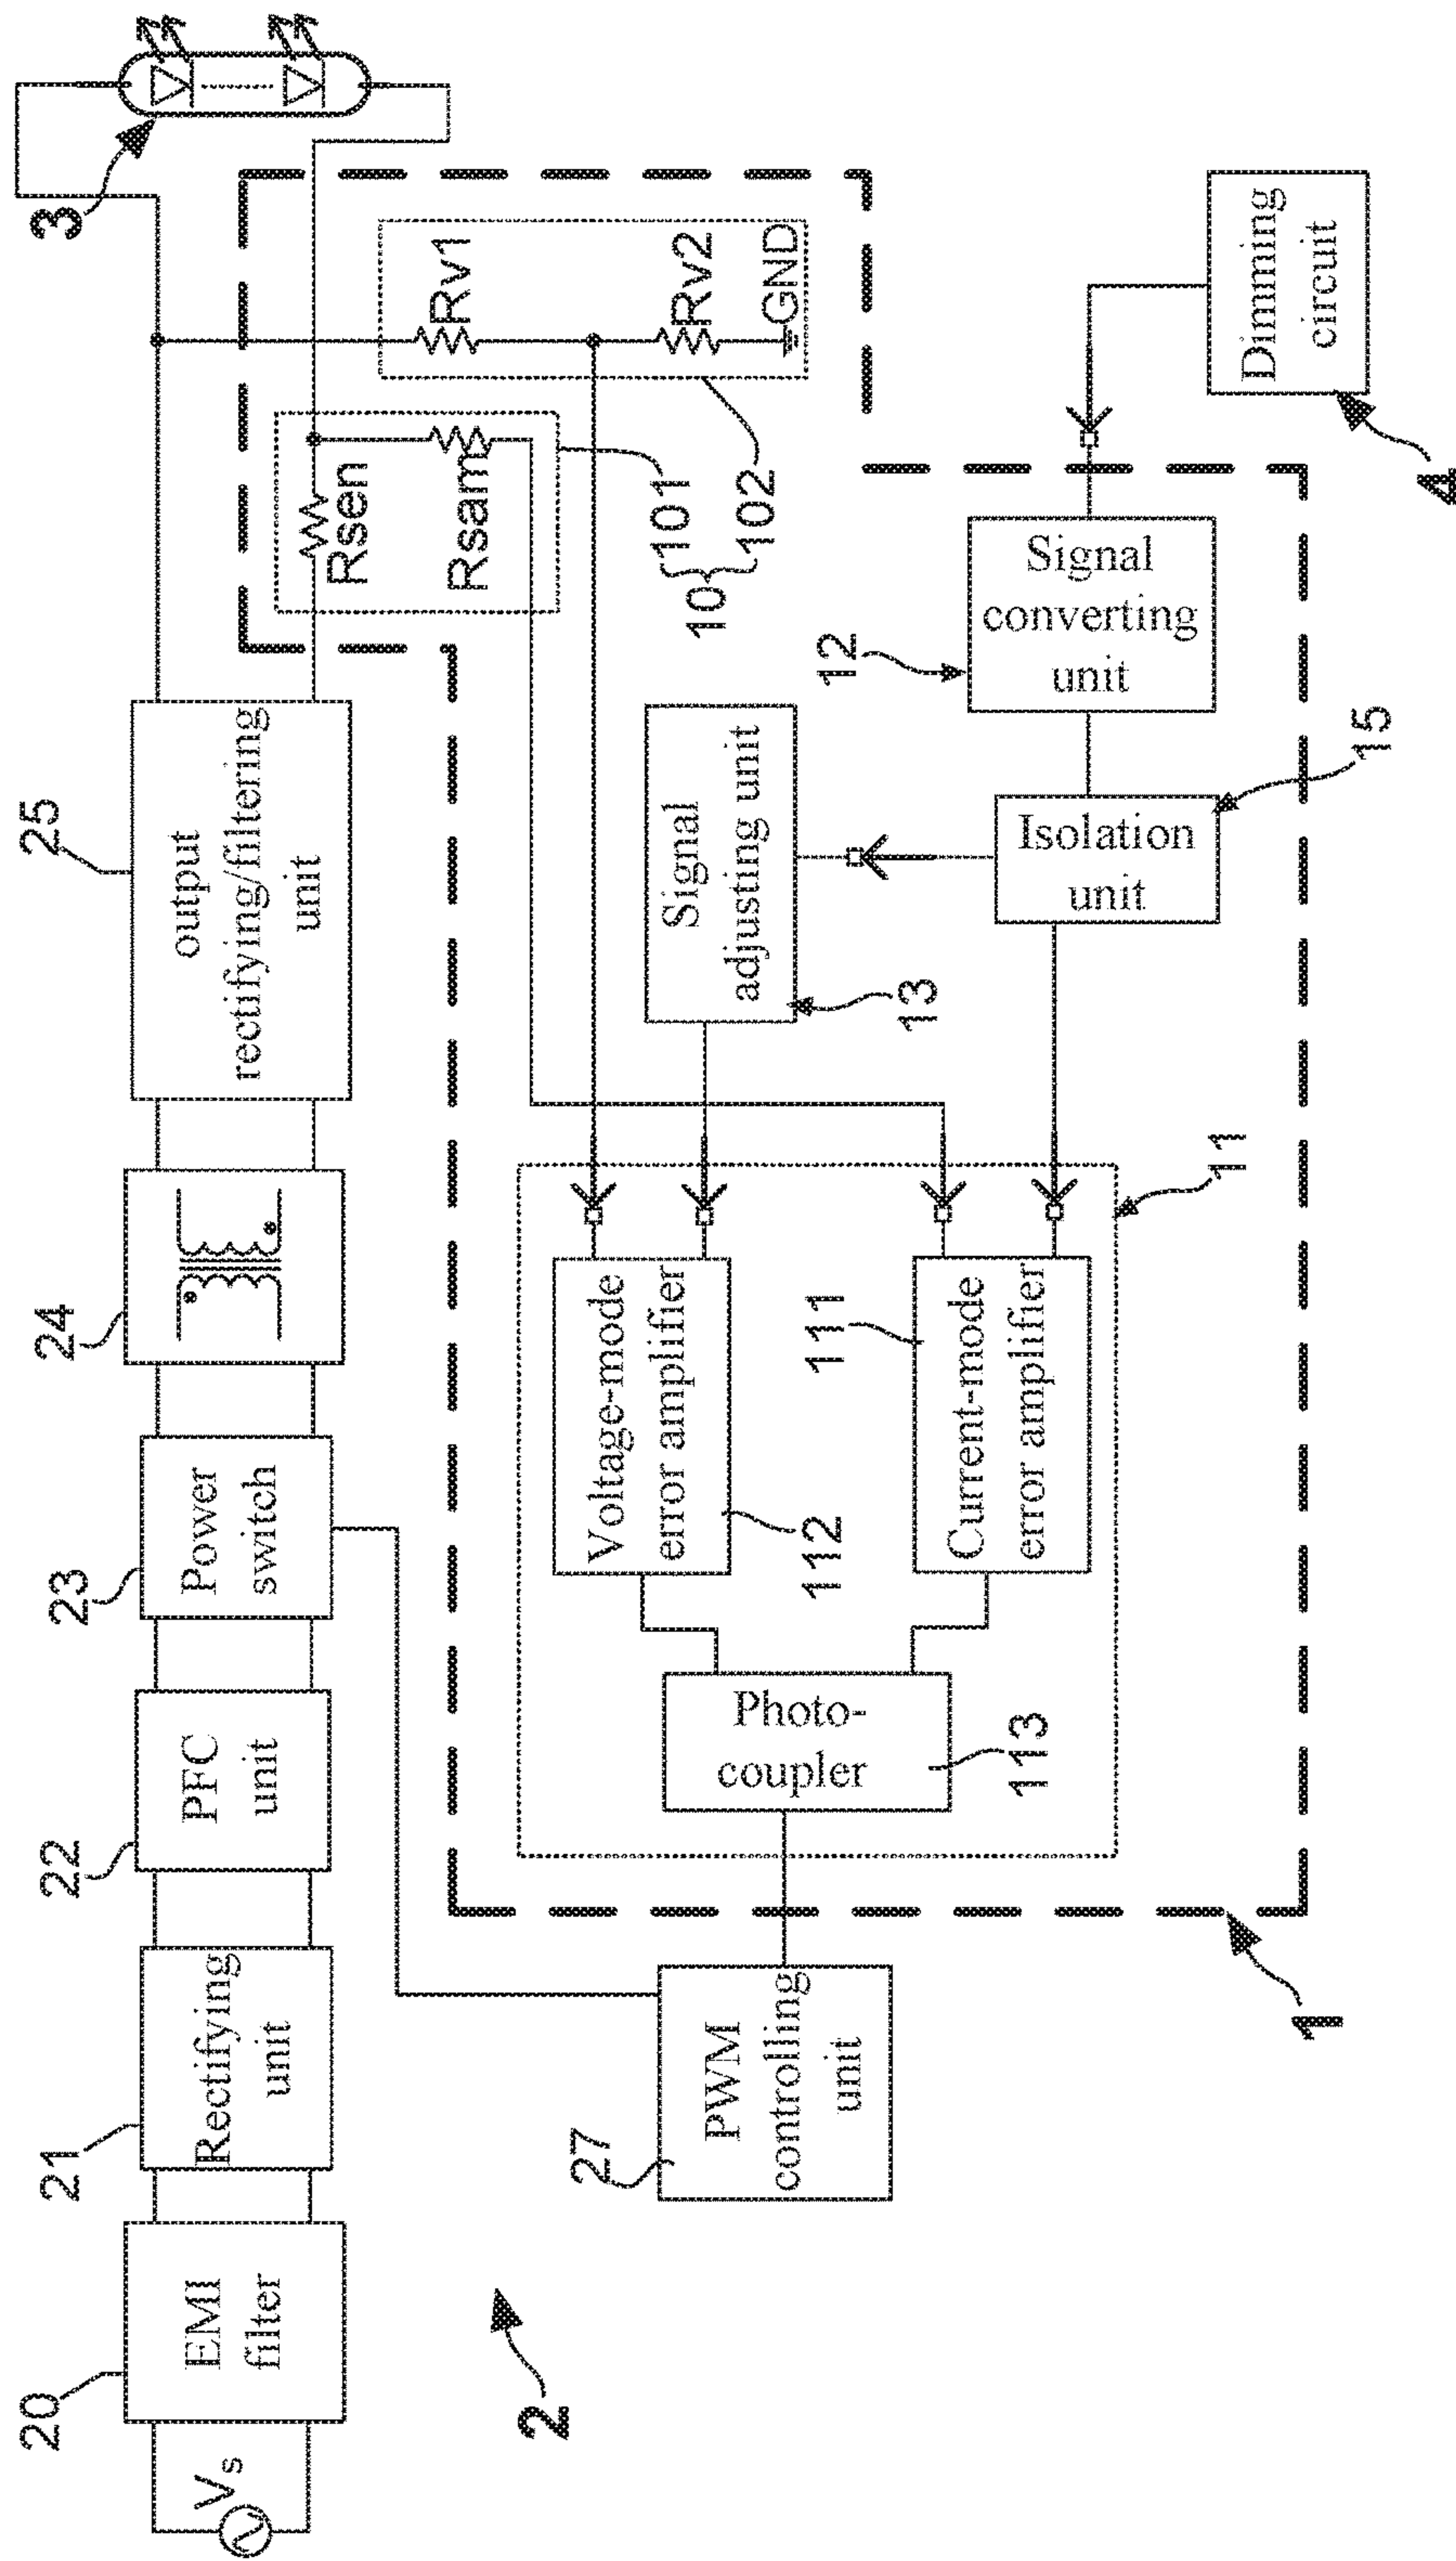 20
21
22
23
24
25
3
Vs
EMI
filter
Rectifying
unit
PFC
unit
Power
switch
output
rectifying/filtering
unit
Rsen
Rsam
Rv1
Rv2
GND
101
10
102
2
27
PWM
controlling
unit
Photo-
coupler
113
Voltage-mode
error amplifier
112
111
Current-mode
error amplifier
11
Signal
adjusting unit
13
12
Signal
converting
unit
Isolation
unit
15
Dimming
circuit
4
1